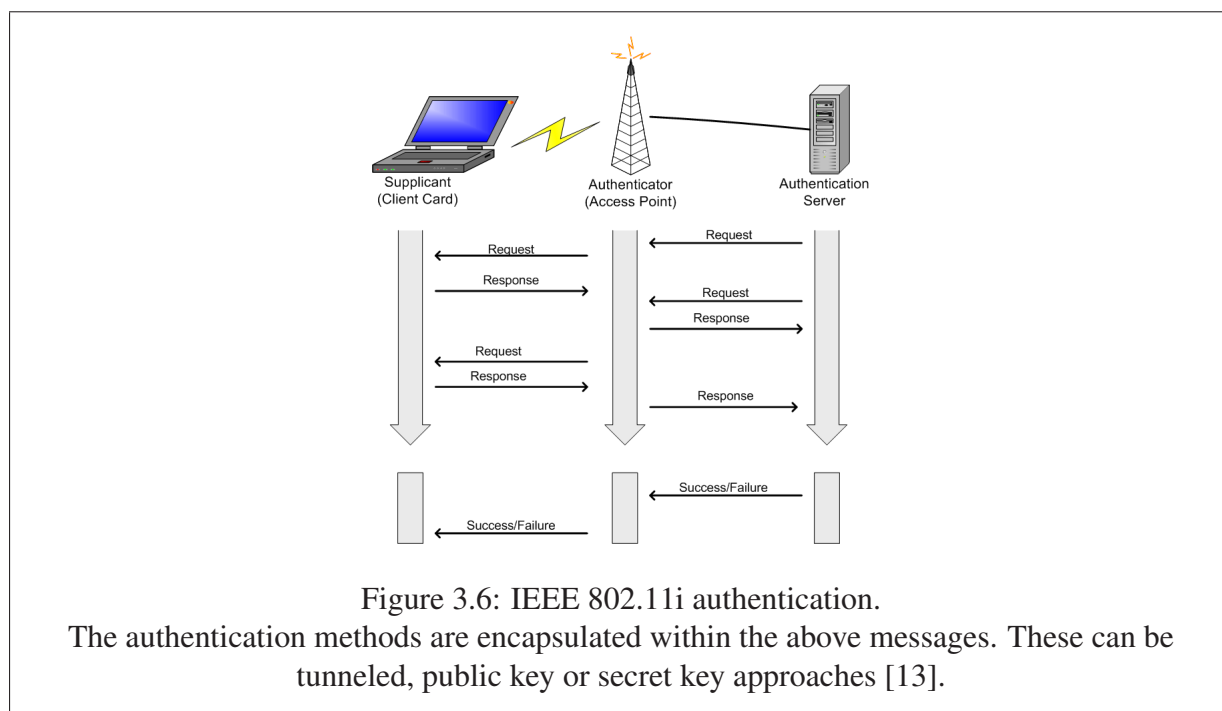 Supplicant
(Client Card)
Authenticator
(Access Point)
Authentication
Server
Request
Request
Response
Request
Response
Request
Response
Response
Success/Failure
Success/Failure
Figure 3.6: IEEE 802.11i authentication.
The authentication methods are encapsulated within the above messages. These can be
tunneled, public key or secret key approaches [13].